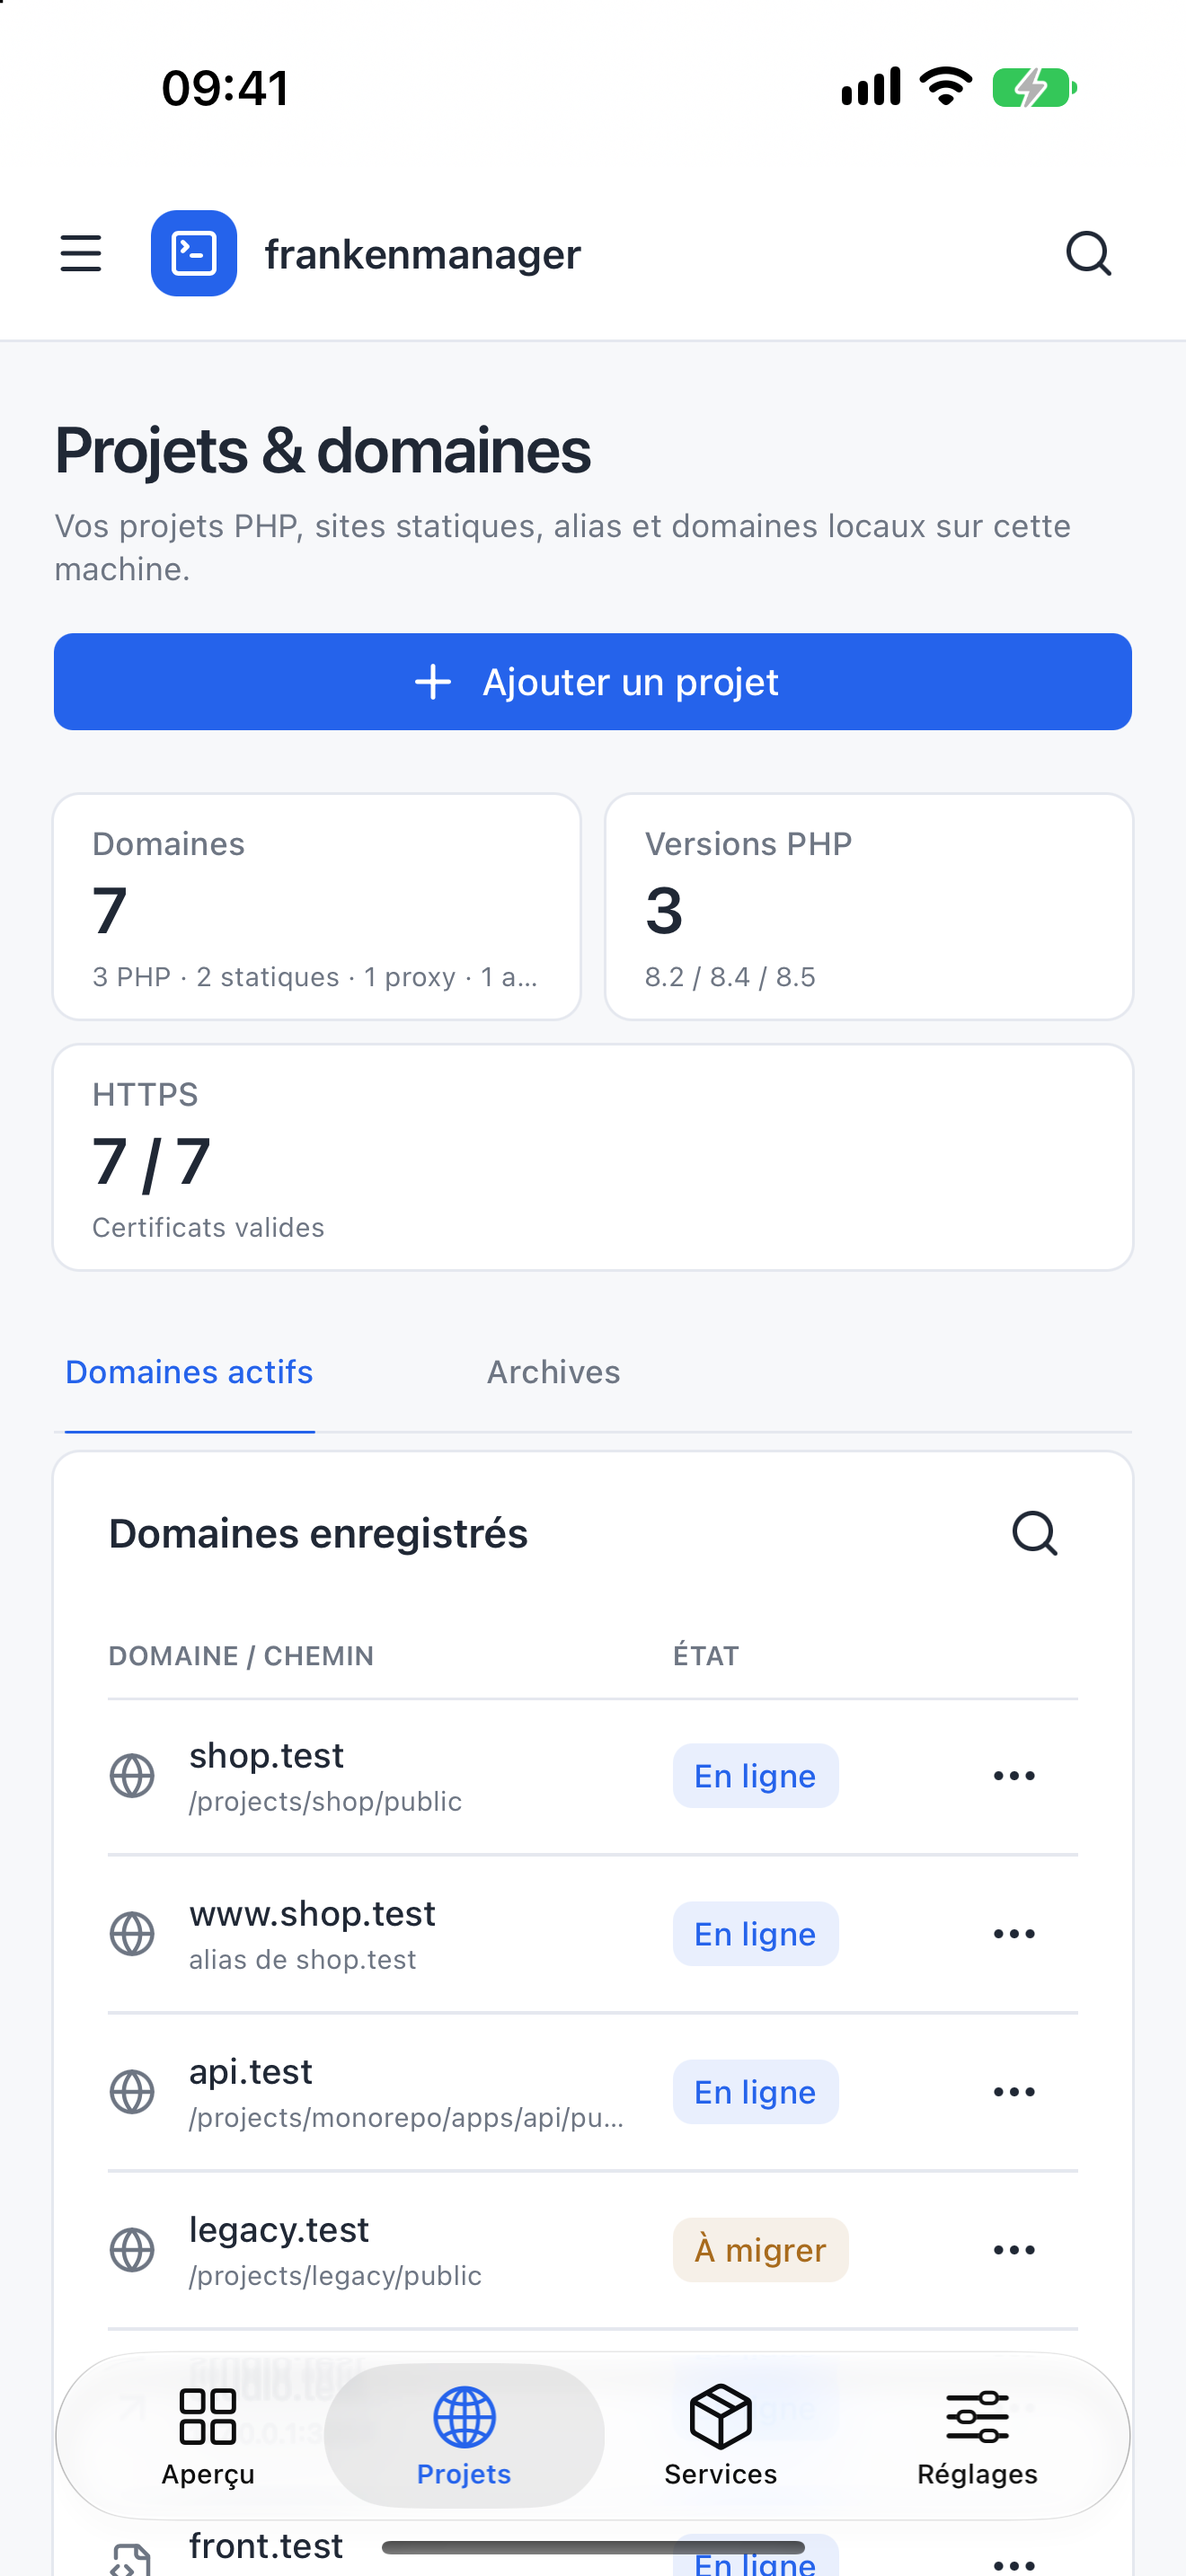 09:41
frankenmanager
Projets & domaines
Vos projets PHP, sites statiques, alias et domaines locaux sur cette
machine.
Ajouter un projet
Domaines
7
3 PHP · 2 statiques · 1 proxy · 1 a...
Versions PHP
3
8.2 / 8.4 / 8.5
HTTPS
7 / 7
Certificats valides
Domaines actifs
Archives
Domaines enregistrés
DOMAINE / CHEMIN
ÉTAT
shop.test
/projects/shop/public
En ligne
www.shop.test
alias de shop.test
En ligne
api.test
/projects/monorepo/apps/api/pu...
En ligne
legacy.test
/projects/legacy/public
À migrer
Aperçu
Projets
Services
Réglages
front.test
En ligne